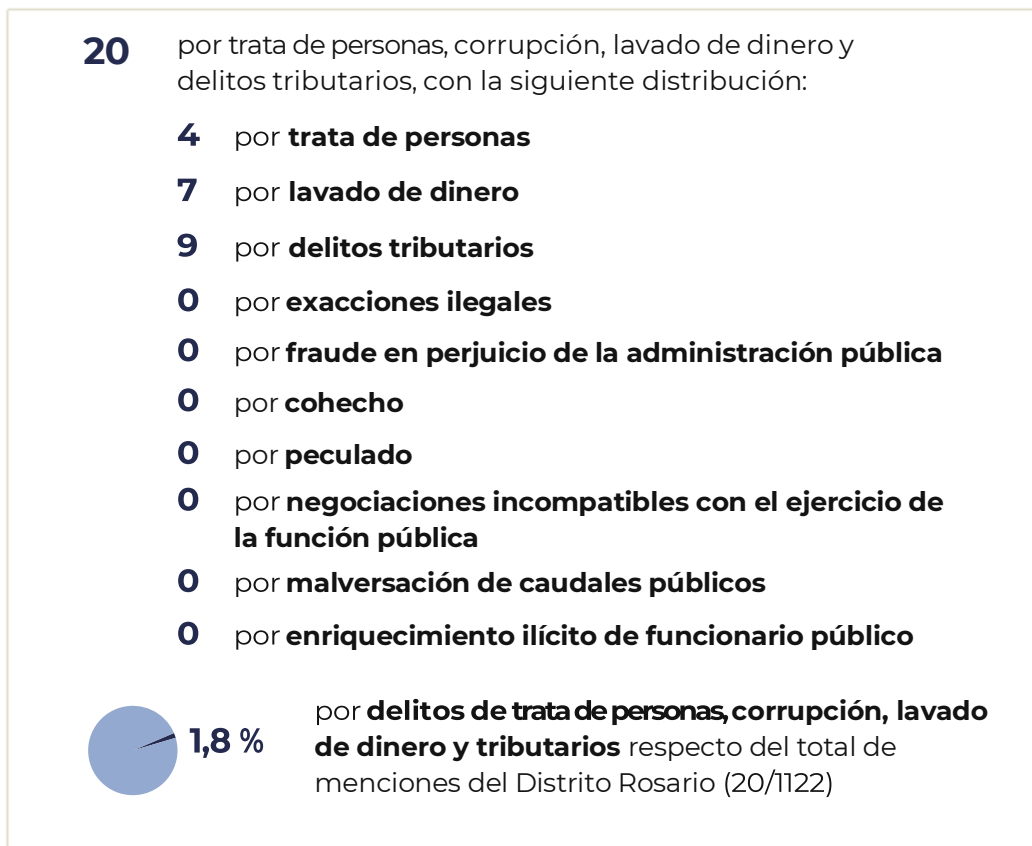 20 por trata de personas, corrupción, lavado de dinero y
delitos tributarios, con la siguiente distribución:
4 por trata de personas
7 por lavado de dinero
9 por delitos tributarios
0 por exacciones ilegales
0 por fraude en perjuicio de la administración pública
0 por cohecho
0 por peculado
0 por negociaciones incompatibles con el ejercicio de
la función pública
0 por malversación de caudales públicos
0 por enriquecimiento ilícito de funcionario público
1,8 %
por delitos de trata de personas, corrupción, lavado
de dinero y tributarios respecto del total de
menciones del Distrito Rosario (20/1122)